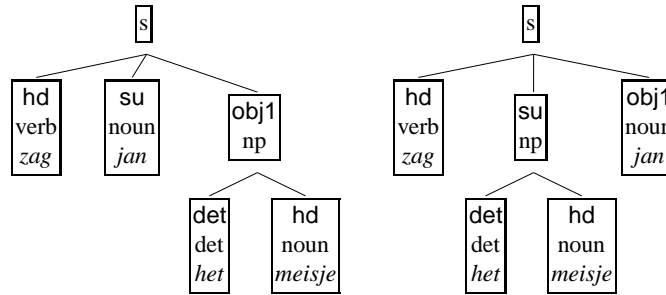 s
hd
verb
zag
su
noun
jan
obj1
np
det
det
het
hd
noun
meisje
s
hd
verb
zag
su
np
det
det
het
hd
noun
meisje
obj1
noun
jan